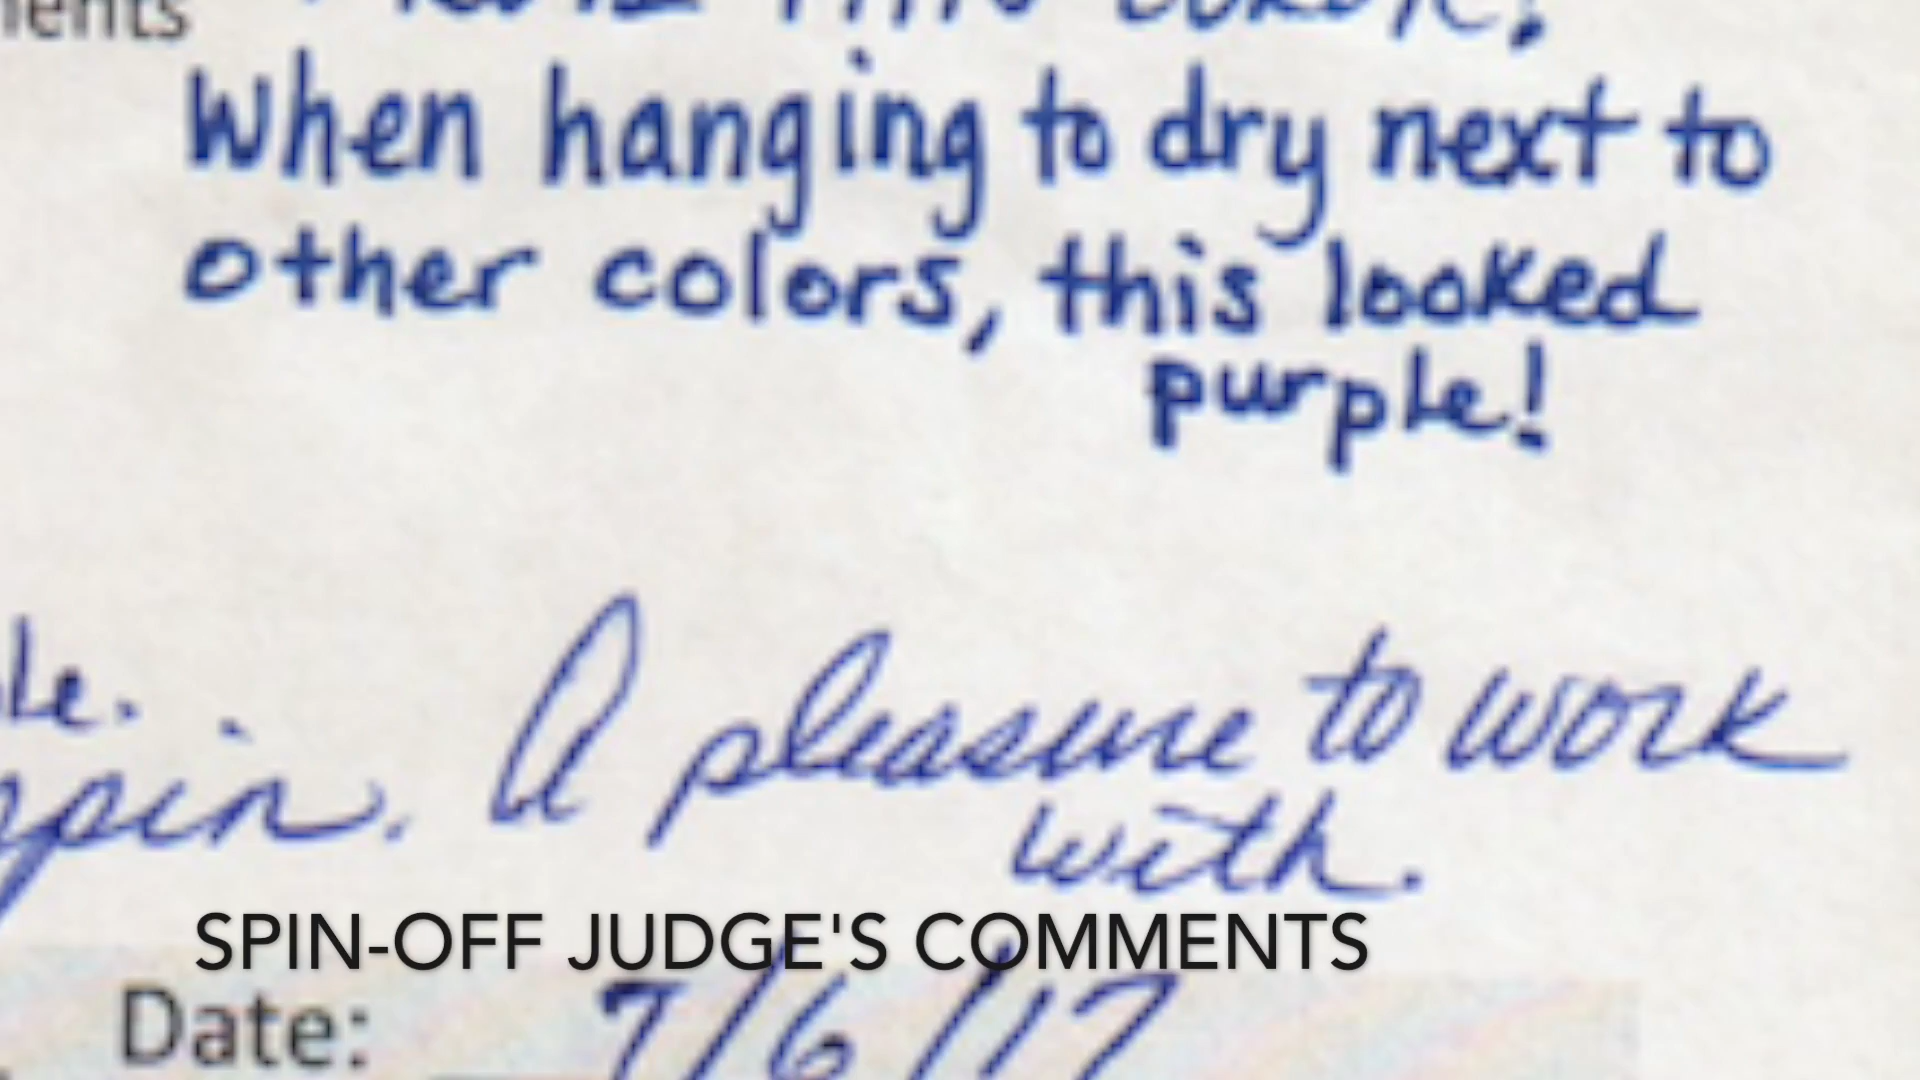 When hanging to dry next to
other colors, this looked
purple!
spin. A pleasure to work
with.
SPIN-OFF JUDGE'S COMMENTS
Date: 7/6/17